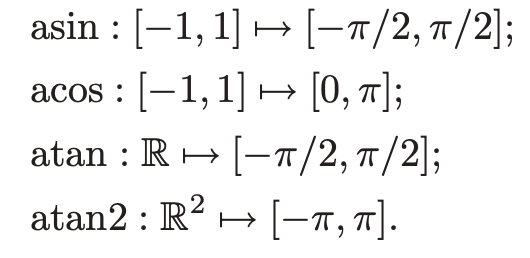 asin : [−1, 1] ↦ [−π/2, π/2];
acos : [−1, 1] ↦ [0, π];
atan : ℝ ↦ [−π/2, π/2];
atan2 : ℝ² ↦ [−π, π].